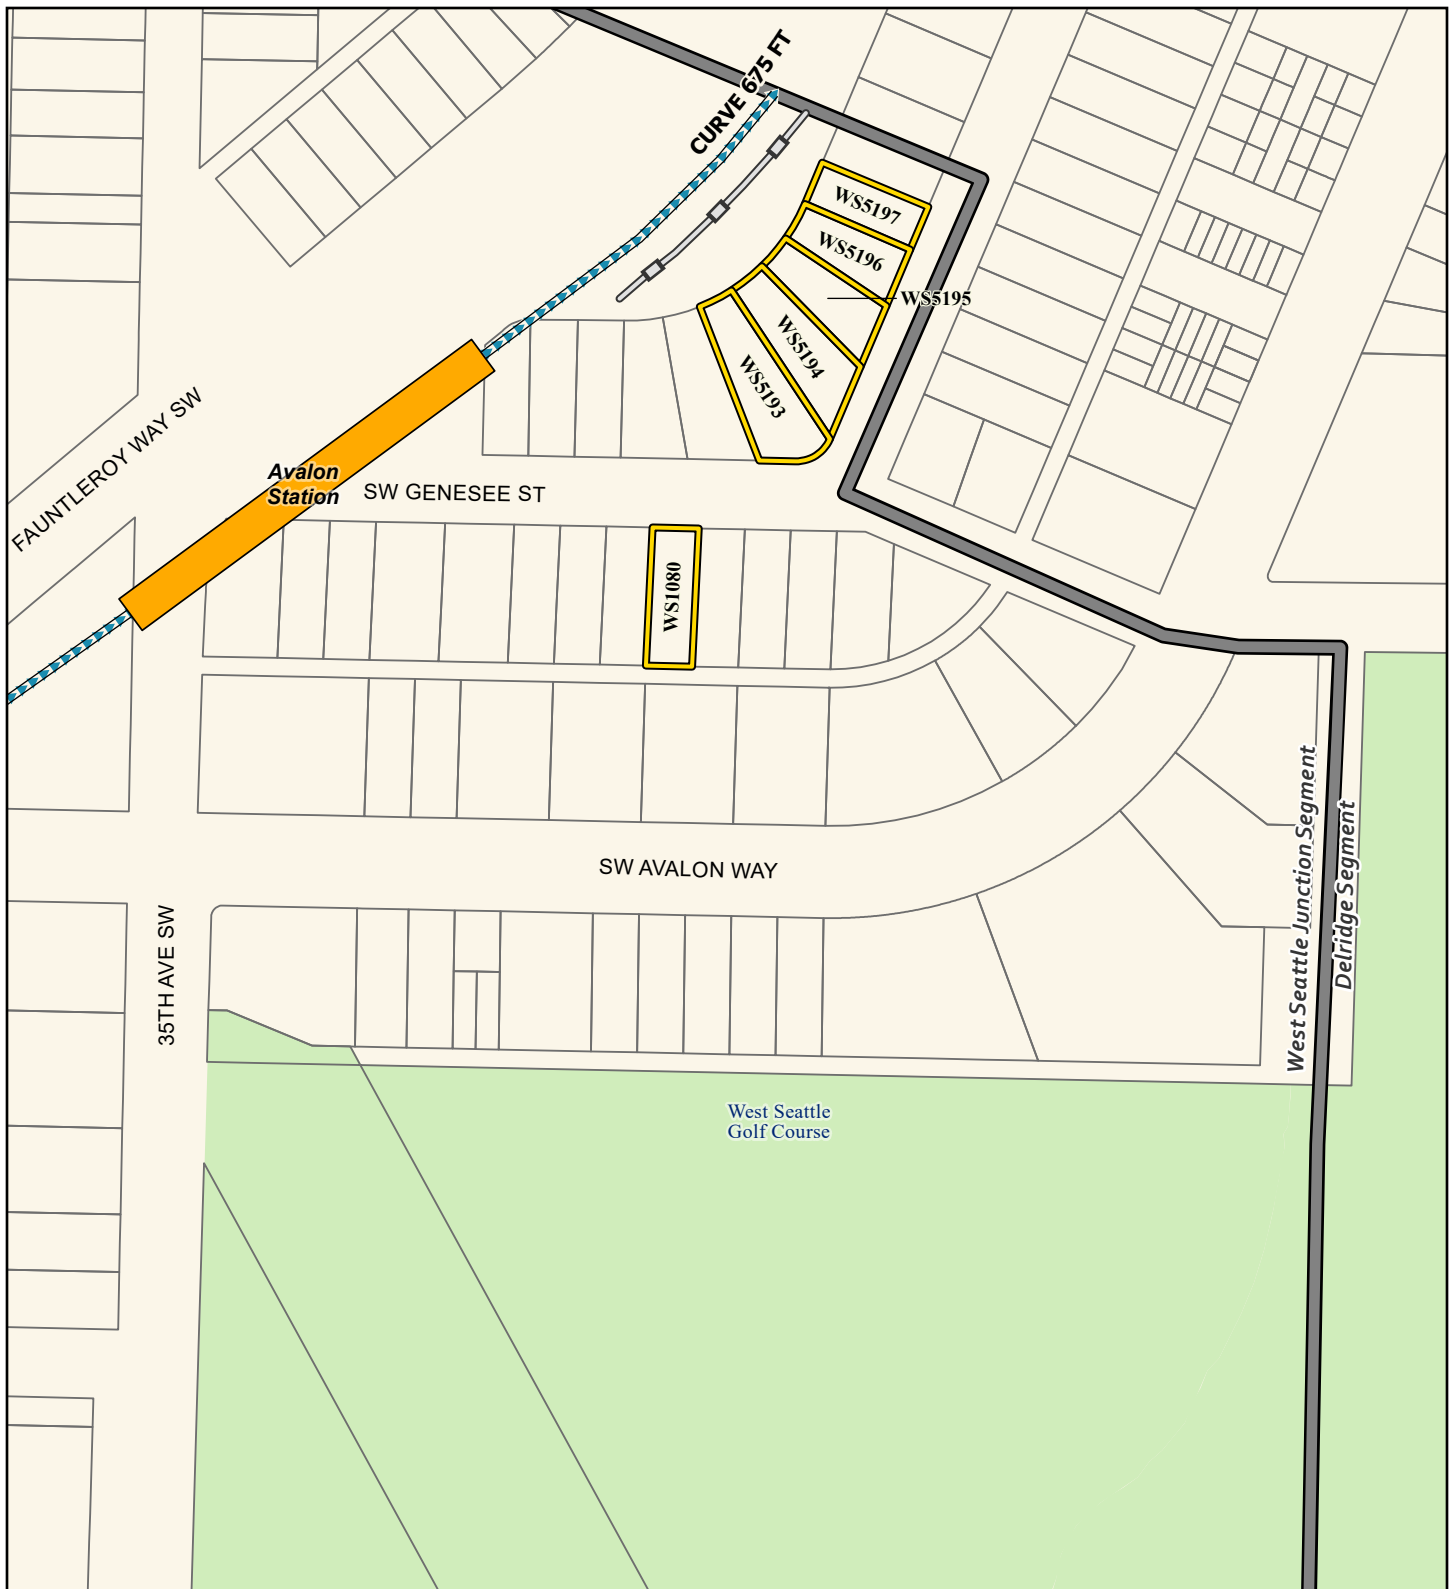 CURVE 675 FT
WS5197
WS5196
WS5195
WS5194
WS5193
FAUNTLEROY WAY SW
Avalon
Station
SW GENESEE ST
WS1080
SW AVALON WAY
West Seattle Junction Segment
Delridge Segment
35TH AVE SW
West Seattle
Golf Course